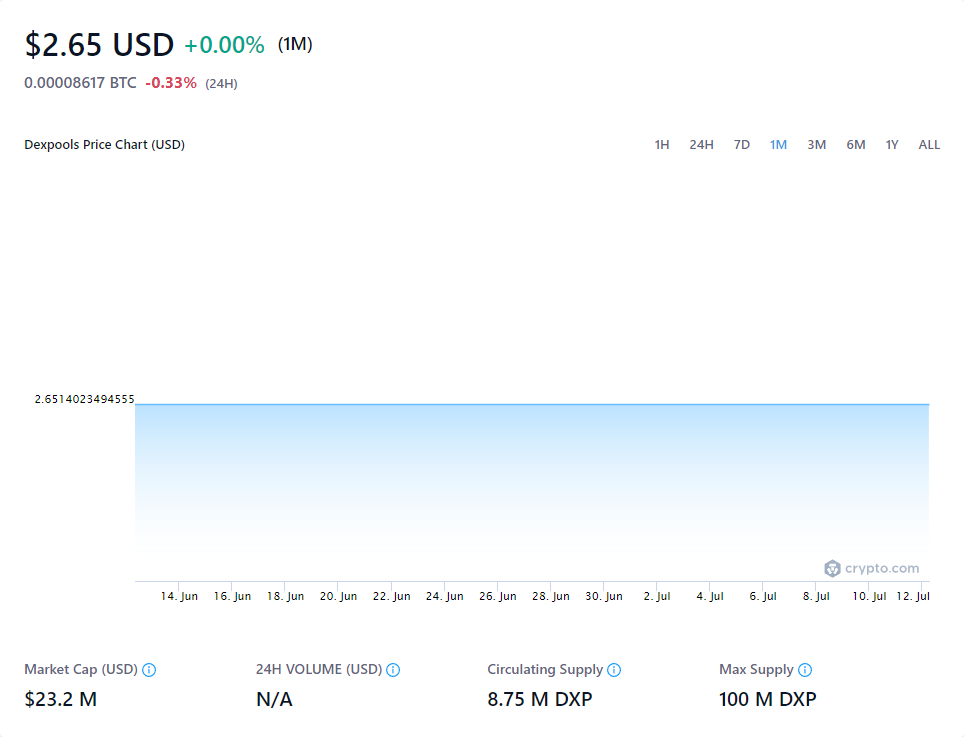 $2.65 USD +0.00% (1M)
0.00008617 BTC -0.33% (24H)
Dexpools Price Chart (USD) 1H 24H 7D 1M 3M 6M 1Y ALL
2.6514023494555
crypto.com
14. Jun 16. Jun 18. Jun 20. Jun 22. Jun 24. Jun 26. Jun 28. Jun 30. Jun 2. Jul 4. Jul 6. Jul 8. Jul 10. Jul 12. Jul
Market Cap (USD) 24H VOLUME (USD) Circulating Supply Max Supply
$23.2 M N/A 8.75 M DXP 100 M DXP